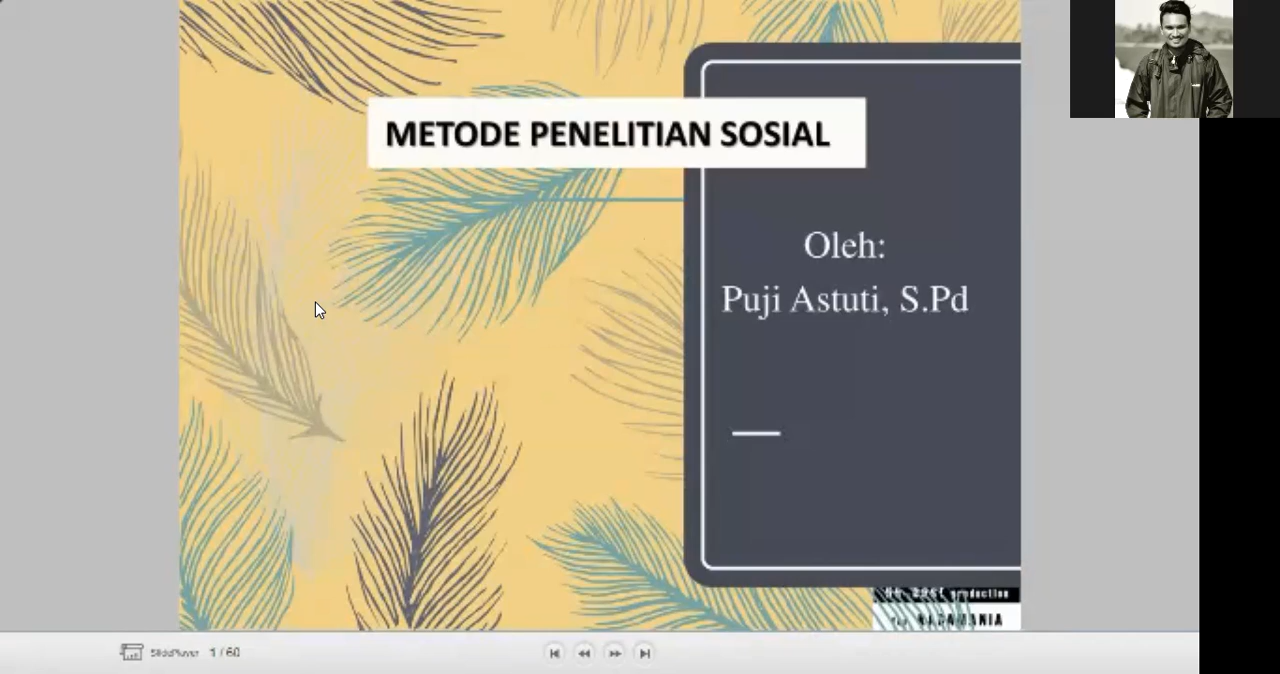 METODE PENELITIAN SOSIAL
Oleh:
Puji Astuti, S.Pd
production
SlidePlayer 1 / 60